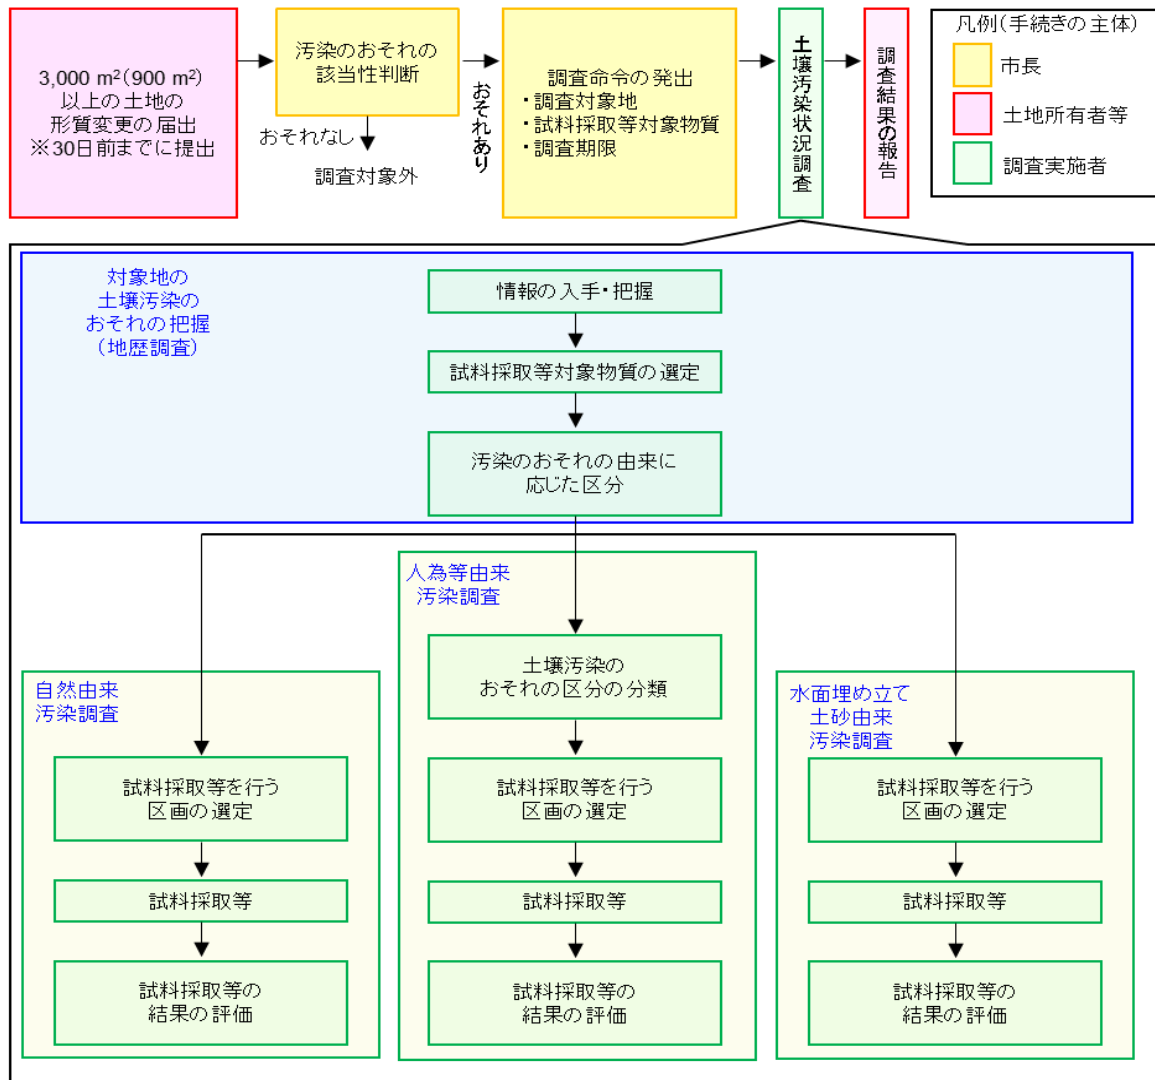 3,000 m²(900 m²)
以上の土地の
形質変更の届出
※30日前までに提出
汚染のおそれの
該当性判断
おそれなし
調査対象外
おそれあり
調査命令の発出
・調査対象地
・試料採取等対象物質
・調査期限
土壌汚染状況調査
調査結果の報告
凡例(手続きの主体)
市長
土地所有者等
調査実施者
対象地の
土壌汚染の
おそれの把握
(地歴調査)
情報の入手・把握
試料採取等対象物質の選定
汚染のおそれの由来に
応じた区分
自然由来
汚染調査
試料採取等を行う
区画の選定
試料採取等
試料採取等の
結果の評価
人為等由来
汚染調査
土壌汚染の
おそれの区分の分類
試料採取等を行う
区画の選定
試料採取等
試料採取等の
結果の評価
水面埋め立て
土砂由来
汚染調査
試料採取等を行う
区画の選定
試料採取等
試料採取等の
結果の評価